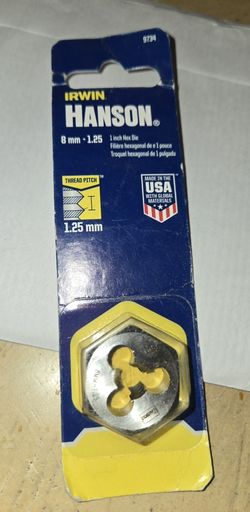 9734
IRWIN
HANSON®
8 mm - 1.25
1 inch Hex Die
Filière hexagonal de e 1 pouce
Troquel hexagonal de 1 pulgada
THREAD PITCH
1.25 mm
MADE IN THE
USA
WITH GLOBAL
MATERIALS